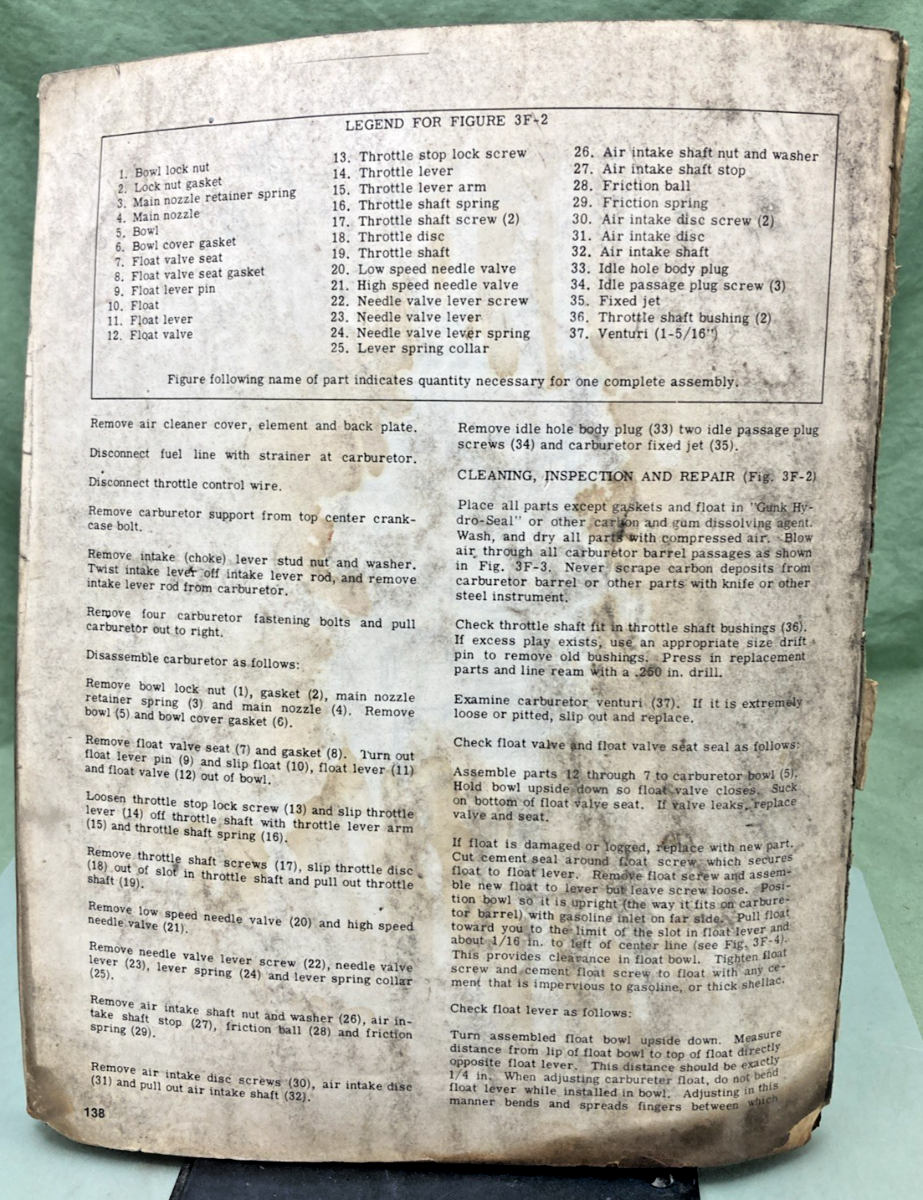 LEGEND FOR FIGURE 3F-2
1. Bowl lock nut
2. Lock nut gasket
3. Main nozzle retainer spring
4. Main nozzle
5. Bowl
6. Bowl cover gasket
7. Float valve seat
8. Float valve seat gasket
9. Float lever pin
10. Float
11. Float lever
12. Float valve
13. Throttle stop lock screw
14. Throttle lever
15. Throttle lever arm
16. Throttle shaft spring
17. Throttle shaft screw (2)
18. Throttle disc
19. Throttle shaft
20. Low speed needle valve
21. High speed needle valve
22. Needle valve lever screw
23. Needle valve lever
24. Needle valve lever spring
25. Lever spring collar
26. Air intake shaft nut and washer
27. Air intake shaft stop
28. Friction ball
29. Friction spring
30. Air intake disc screw (2)
31. Air intake disc
32. Air intake shaft
33. Idle hole body plug
34. Idle passage plug screw (3)
35. Fixed jet
36. Throttle shaft bushing (2)
37. Venturi (1-5/16")
Figure following name of part indicates quantity necessary for one complete assembly.
Remove air cleaner cover, element and back plate.
Disconnect fuel line with strainer at carburetor.
Disconnect throttle control wire.
Remove carburetor support from top center crank-
case bolt.
Remove intake (choke) lever stud nut and washer.
Twist intake lever off intake lever rod, and remove
intake lever rod from carburetor.
Remove four carburetor fastening bolts and pull
carburetor out to right.
Disassemble carburetor as follows:
Remove bowl lock nut (1), gasket (2), main nozzle
retainer spring (3) and main nozzle (4). Remove
bowl (5) and bowl cover gasket (6).
Remove float valve seat (7) and gasket (8). Turn out
float lever pin (9) and slip float (10), float lever (11)
and float valve (12) out of bowl.
Loosen throttle stop lock screw (13) and slip throttle
lever (14) off throttle shaft with throttle lever arm
(15) and throttle shaft spring (16).
Remove throttle shaft screws (17), slip throttle disc
(18) out of slot in throttle shaft and pull out throttle
shaft (19).
Remove low speed needle valve (20) and high speed
needle valve (21).
Remove needle valve lever screw (22), needle valve
lever (23), lever spring (24) and lever spring collar
(25).
Remove air intake shaft nut and washer (26), air in-
take shaft stop (27), friction ball (28) and friction
spring (29).
Remove air intake disc screws (30), air intake disc
(31) and pull out air intake shaft (32).
138
Remove idle hole body plug (33) two idle passage plug
screws (34) and carburetor fixed jet (35).
CLEANING, INSPECTION AND REPAIR (Fig. 3F-2)
Place all parts except gaskets and float in "Gunk Hy-
dro-Seal" or other carbon and gum dissolving agent.
Wash, and dry all parts with compressed air. Blow
air through all carburetor barrel passages as shown
in Fig. 3F-3. Never scrape carbon deposits from
carburetor barrel or other parts with knife or other
steel instrument.
Check throttle shaft fit in throttle shaft bushings (36).
If excess play exists, use an appropriate size drift
pin to remove old bushings. Press in replacement
parts and line ream with a .250 in. drill.
Examine carburetor venturi (37). If it is extremely
loose or pitted, slip out and replace.
Check float valve and float valve seat seal as follows:
Assemble parts 12 through 7 to carburetor bowl (5).
Hold bowl upside down so float valve closes. Suck
on bottom of float valve seat. If valve leaks, replace
valve and seat.
If float is damaged or logged, replace with new part.
Cut cement seal around float screw which secures
float to float lever. Remove float screw and assem-
ble new float to lever but leave screw loose. Posi-
tion bowl so it is upright (the way it fits on carbure-
tor barrel) with gasoline inlet on far side. Pull float
toward you to the limit of the slot in float lever and
about 1/16 in. to left of center line (see Fig. 3F-4).
This provides clearance in float bowl. Tighten float
screw and cement float screw to float with any ce-
ment that is impervious to gasoline, or thick shellac.
Check float lever as follows:
Turn assembled float bowl upside down. Measure
distance from lip of float bowl to top of float directly
opposite float lever. This distance should be exactly
1/4 in. When adjusting carbureter float, do not bend
float lever while installed in bowl. Adjusting in this
manner bends and spreads fingers between which